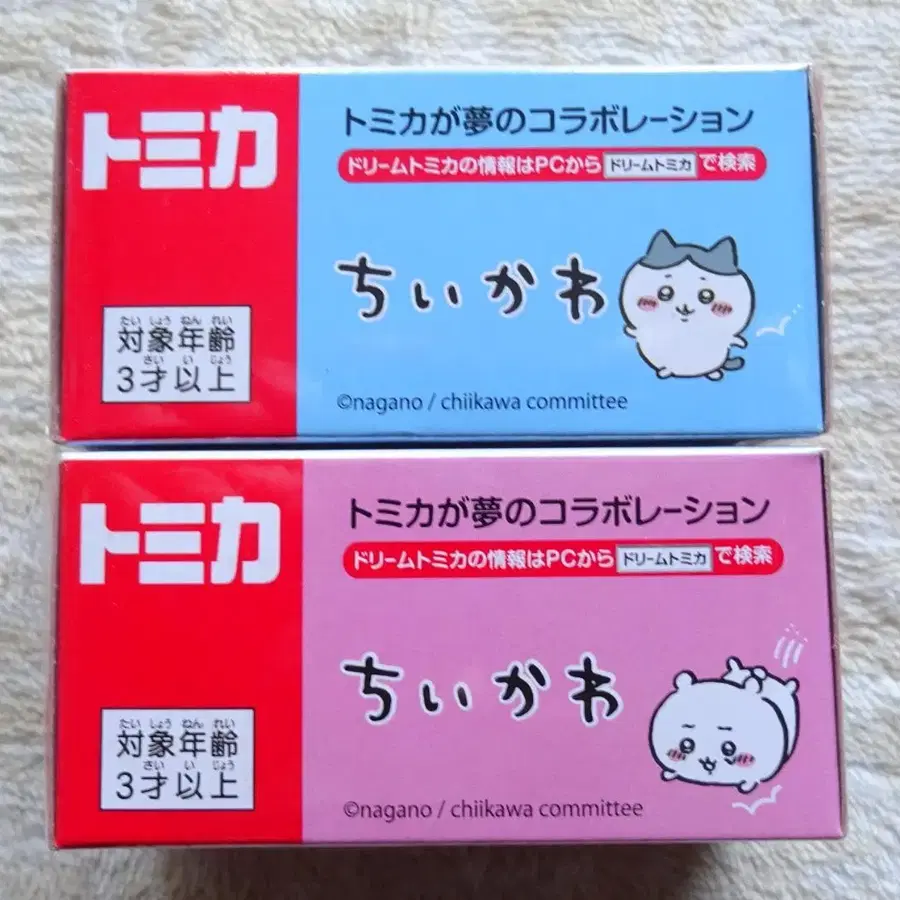 トミカ
トミカが夢のコラボレーション
ドリームトミカの情報はPCから ドリームトミカ で検索
ちいかわ
たいしょうねんれい
対象年齢
さいいじょう
3才以上
©nagano / chiikawa committee
トミカ
トミカが夢のコラボレーション
ドリームトミカの情報はPCから ドリームトミカ で検索
ちいかわ
たいしょうねんれい
対象年齢
さいいじょう
3才以上
©nagano / chiikawa committee